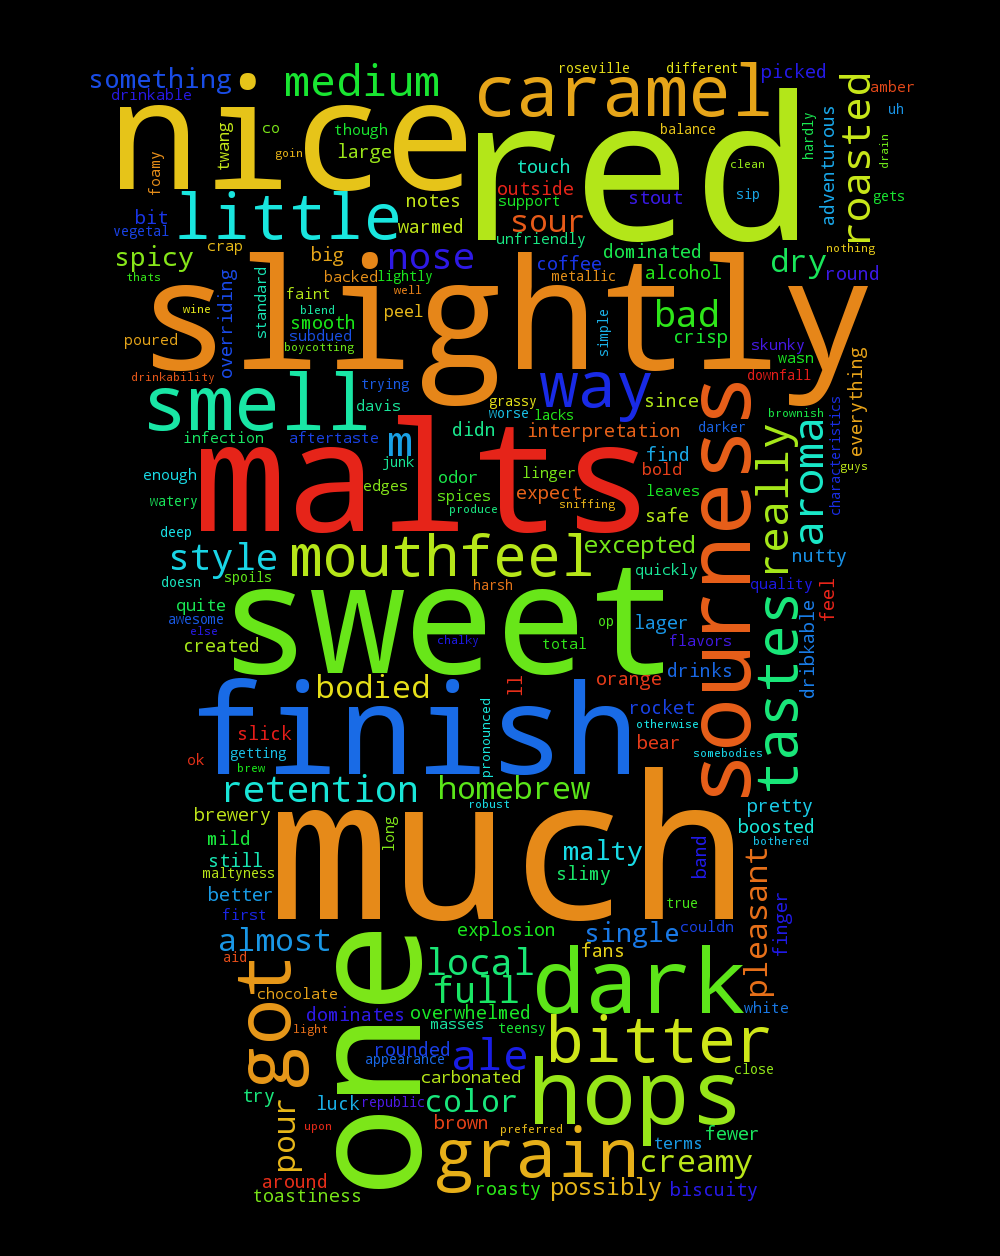 something
medium
caramel
roseville
different
picked
amber
drinkable
nice
red
roasted
uh
twang
co
though
goin
large
foamy
balance
hardly
adventurous
drain
touch
clean
outside
support
sip
stout
gets
notes
little
bit
vegetal
warmed
sour
unfriendly
crap
spicy
big
nose
coffee
dominated
dry
nothing
thats
backed
lightly
metallic
alcohol
round
overriding
standard
faint
well
slightly
wine
blend
smooth
peel
bad
crisp
simple
poured
subdued
boycotting
skunky
wasn
drinkability
smell
trying
way
downfall
everything
davis
grassy
worse
lacks
since
brownish
characteristics
infection
aftertaste
m
didn
interpretation
darker
junk
find
guys
enough
malts
odor
linger
bold
sourness
really
aroma
edges
spices
expect
sniffing
leaves
watery
produce
safe
deep
style
mouthfeel
excepted
nutty
doesn
spoils
harsh
quickly
quality
feel
quite
sweet
awesome
else
op
lager
created
chalky
total
flavors
tastes
dribkable
bodied
ll
orange
drinks
finish
pronounced
rocket
otherwise
slick
ok
getting
brew
bear
somebodies
retention
homebrew
robust
pretty
brewery
long
much
boosted
mild
malty
bothered
still
slimy
band
maltyness
better
pleasant
true
first
finger
explosion
couldn
almost
single
fans
aid
one
local
got
full
dark
chocolate
dominates
overwhelmed
white
light
masses
teensy
bitter
rounded
appearance
ale
close
carbonated
hops
try
luck
republic
color
pour
upon
brown
preferred
fewer
grain
terms
creamy
around
toastiness
roasty
possibly
biscuity